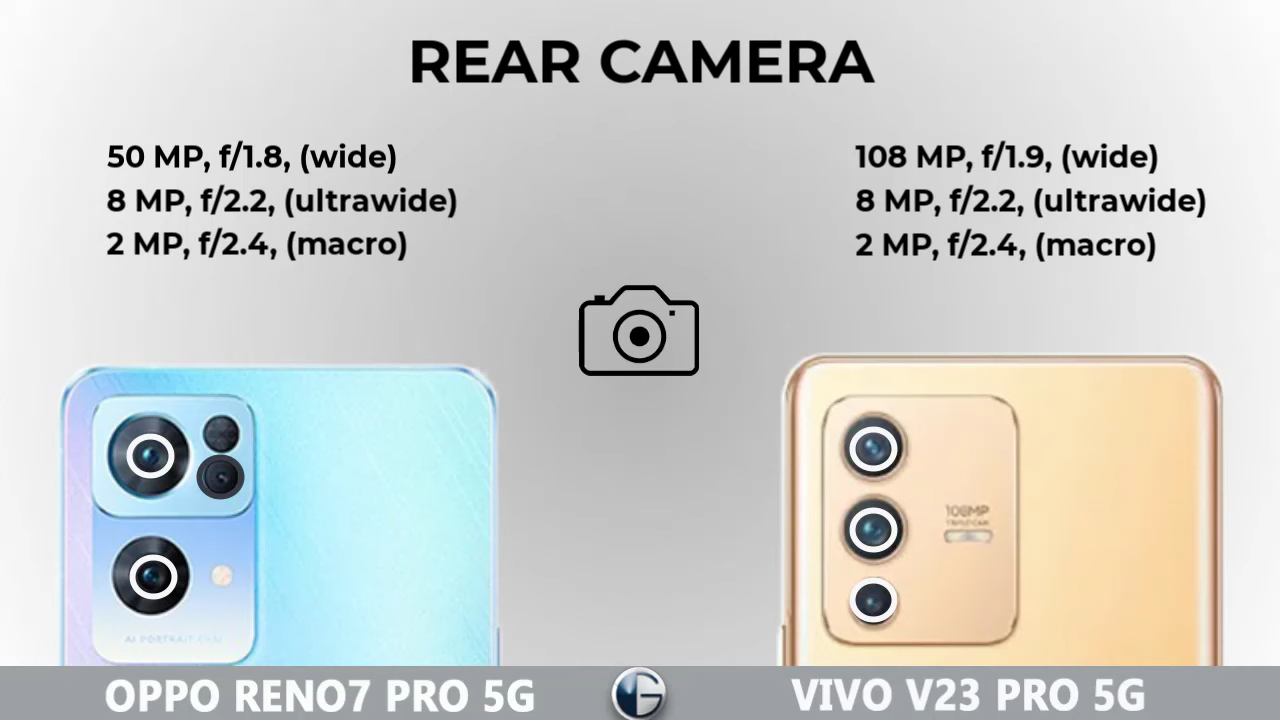 REAR CAMERA
50 MP, f/1.8, (wide)
8 MP, f/2.2, (ultrawide)
2 MP, f/2.4, (macro)
108 MP, f/1.9, (wide)
8 MP, f/2.2, (ultrawide)
2 MP, f/2.4, (macro)
AI PORTRAIT CAM
108MP
TRIPLE CAM
OPPO RENO7 PRO 5G
VIVO V23 PRO 5G